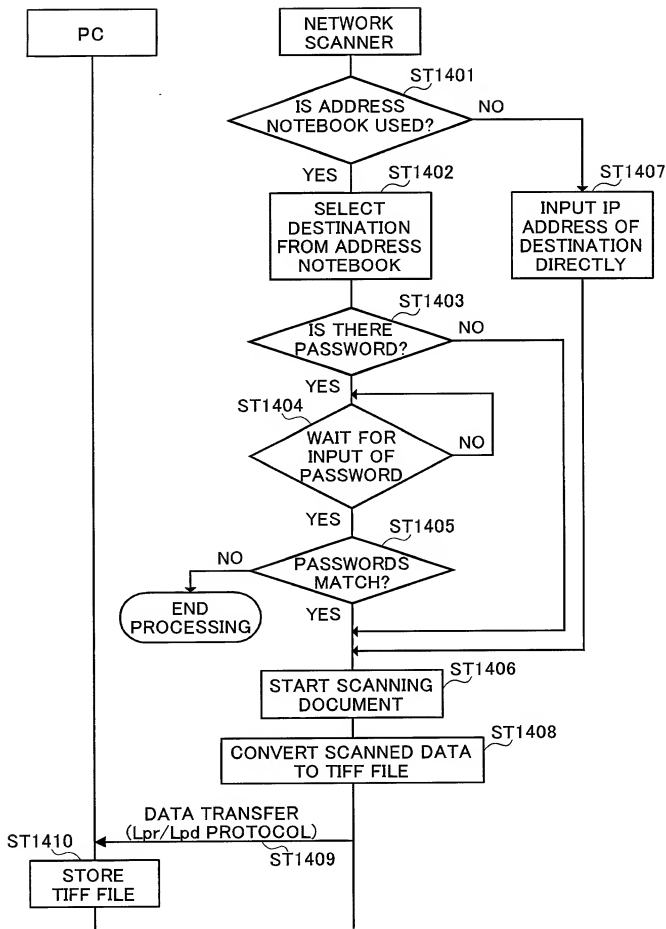 PC
NETWORK
SCANNER
ST1401
IS ADDRESS
NOTEBOOK USED?
NO
YES
ST1402
ST1407
SELECT
DESTINATION
FROM ADDRESS
NOTEBOOK
INPUT IP
ADDRESS OF
DESTINATION
DIRECTLY
ST1403
IS THERE
PASSWORD?
NO
YES
ST1404
WAIT FOR
INPUT OF
PASSWORD
NO
YES
ST1405
PASSWORDS
MATCH?
NO
END
PROCESSING
YES
ST1406
START SCANNING
DOCUMENT
ST1408
CONVERT SCANNED DATA
TO TIFF FILE
DATA TRANSFER
(Lpr/Lpd PROTOCOL)
ST1409
ST1410
STORE
TIFF FILE